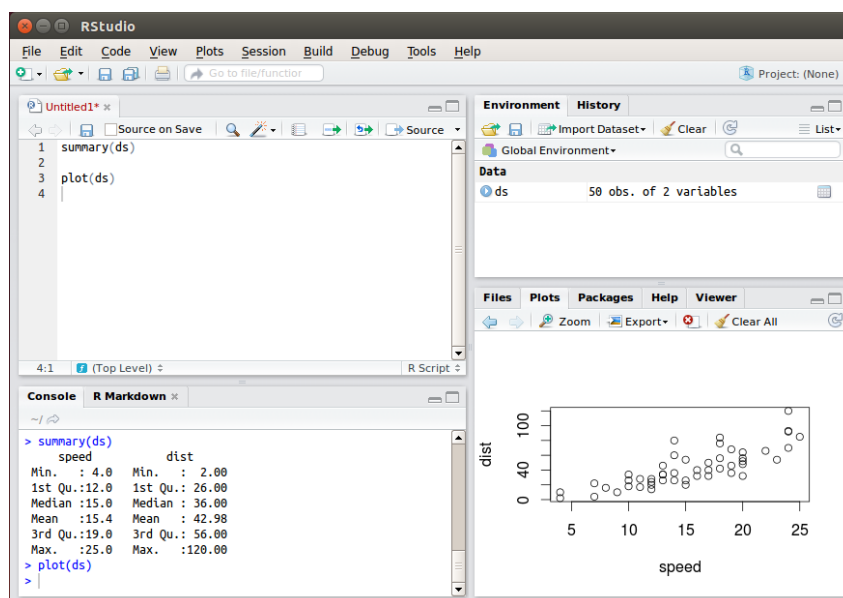 RStudio
File Edit Code View Plots Session Build Debug Tools Help
Go to file/function
Project: (None)
Untitled1*
Source on Save Source
1 summary(ds)
2
3 plot(ds)
4
4:1 (Top Level) R Script
Console R Markdown
~/
> summary(ds)
speed dist
Min. : 4.0 Min. : 2.00
1st Qu.:12.0 1st Qu.: 26.00
Median :15.0 Median : 36.00
Mean :15.4 Mean : 42.98
3rd Qu.:19.0 3rd Qu.: 56.00
Max. :25.0 Max. :120.00
> plot(ds)
>
Environment History
Import Dataset Clear List
Global Environment
Data
ds 50 obs. of 2 variables
Files Plots Packages Help Viewer
Zoom Export Clear All
dist
100
40
0
5 10 15 20 25
speed